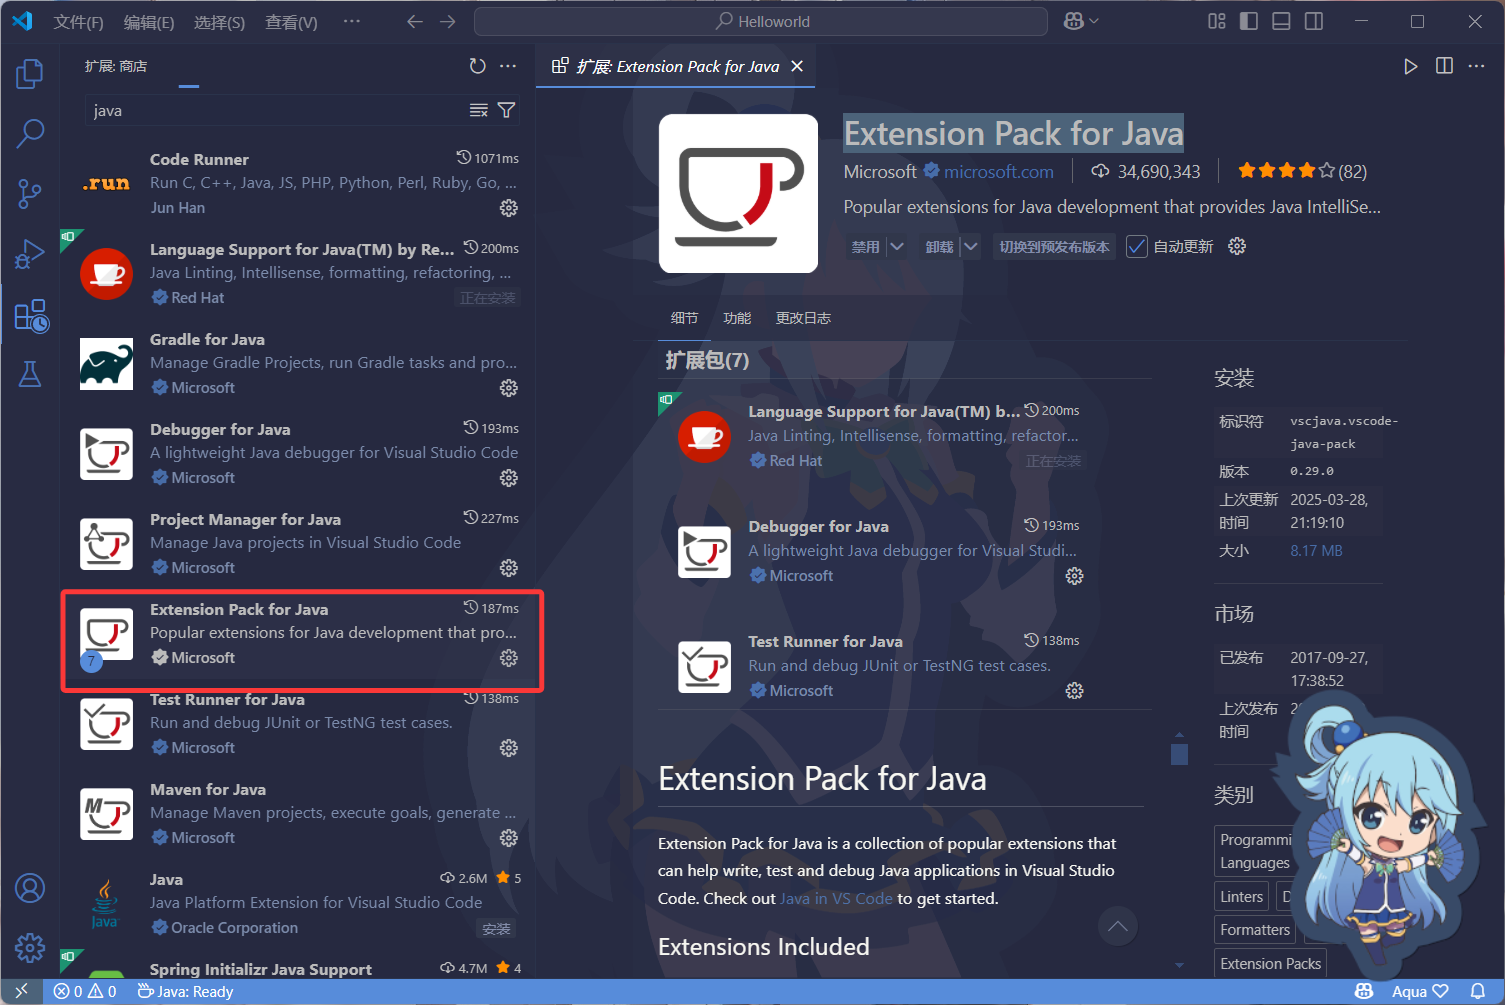 文件(F)
编辑(E)
选择(S)
查看(V)
···
Helloworld
扩展: 商店
java
.run
Code Runner
1071ms
Run C, C++, Java, JS, PHP, Python, Perl, Ruby, Go, ...
Jun Han
Language Support for Java(TM) by Re...
200ms
Java Linting, Intellisense, formatting, refactoring, ...
Red Hat
正在安装
Gradle for Java
Manage Gradle Projects, run Gradle tasks and pro...
Microsoft
Debugger for Java
193ms
A lightweight Java debugger for Visual Studio Code
Microsoft
Project Manager for Java
227ms
Manage Java projects in Visual Studio Code
Microsoft
Extension Pack for Java
187ms
Popular extensions for Java development that pro...
7
Microsoft
Test Runner for Java
138ms
Run and debug JUnit or TestNG test cases.
Microsoft
M
Maven for Java
Manage Maven projects, execute goals, generate ...
Microsoft
Java
Java
2.6M
5
Java Platform Extension for Visual Studio Code
Oracle Corporation
安装
Spring Initializr Java Support
4.7M
4
扩展: Extension Pack for Java
Extension Pack for Java
Microsoft
microsoft.com
34,690,343
(82)
Popular extensions for Java development that provides Java IntelliSe...
禁用
卸载
切换到预发布版本
自动更新
细节
功能
更改日志
扩展包(7)
Language Support for Java(TM) b...
200ms
Java Linting, Intellisense, formatting, refactor...
Red Hat
正在安装
Debugger for Java
193ms
A lightweight Java debugger for Visual Studi...
Microsoft
Test Runner for Java
138ms
Run and debug JUnit or TestNG test cases.
Microsoft
Extension Pack for Java
Extension Pack for Java is a collection of popular extensions that
can help write, test and debug Java applications in Visual Studio
Code. Check out Java in VS Code to get started.
Extensions Included
安装
标识符
vscjava.vscode-
java-pack
版本
0.29.0
上次更新
时间
2025-03-28,
21:19:10
大小
8.17 MB
市场
已发布
2017-09-27,
17:38:52
上次发布
时间
2
类别
Programmi
Languages
Linters
D
Formatters
Extension Packs
0
0
Java: Ready
Aqua